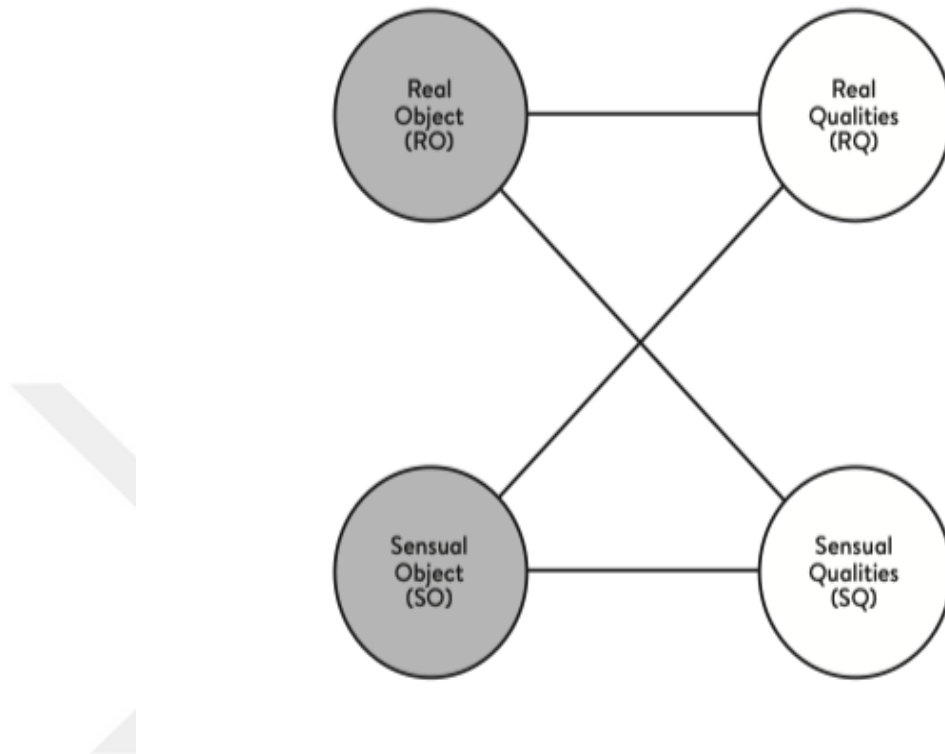 Real
Object
(RO)
Real
Qualities
(RQ)
Sensual
Object
(SO)
Sensual
Qualities
(SQ)